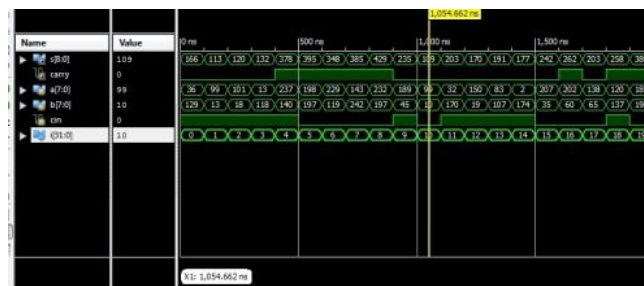 1,054.662 ns
Name Value 0 ns 500 ns 1,000 ns 1,500 ns
s[8:0] 109 166 113 120 132 378 395 348 385 429 235 109 203 170 191 177 242 262 203 258
carry 0
a[7:0] 99 36 99 101 13 237 198 229 143 232 189 99 32 150 83 2 207 202 138 120
b[7:0] 10 129 13 18 118 140 197 119 242 197 45 10 170 19 107 174 35 60 65 137
cin 0
i[31:0] 10 0 1 2 3 4 5 6 7 8 9 10 11 12 13 14 15 16 17 18
X1: 1,054.662 ns